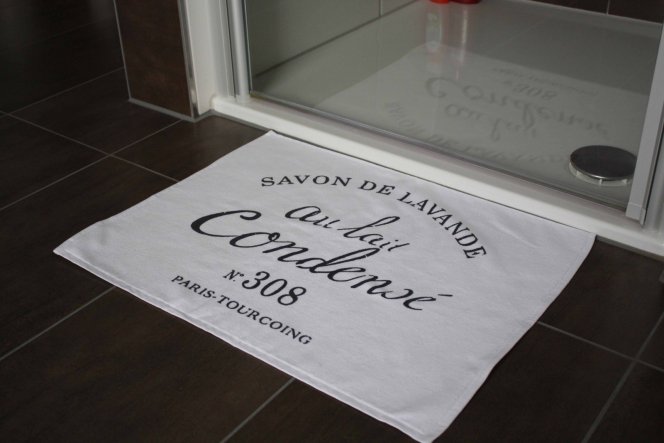 SAVON DE LAVANDE
au lait
Condensé
N° 308
PARIS-TOURCOING